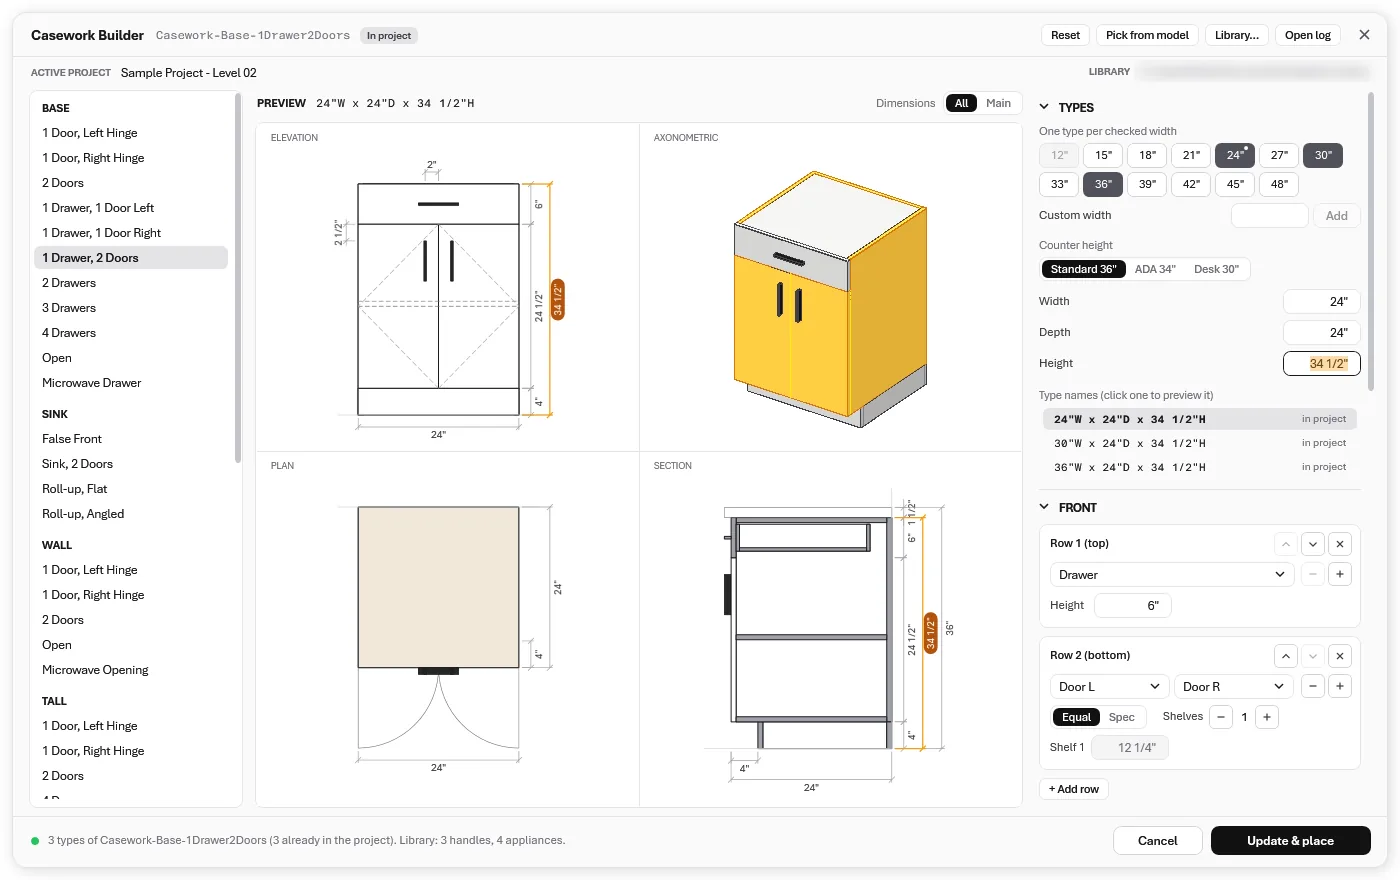 Casework Builder Casework-Base-1Drawer2Doors In project Reset Pick from model Library... Open log
ACTIVE PROJECT Sample Project - Level 02 LIBRARY
BASE
1 Door, Left Hinge
1 Door, Right Hinge
2 Doors
1 Drawer, 1 Door Left
1 Drawer, 1 Door Right
1 Drawer, 2 Doors
2 Drawers
3 Drawers
4 Drawers
Open
Microwave Drawer
SINK
False Front
Sink, 2 Doors
Roll-up, Flat
Roll-up, Angled
WALL
1 Door, Left Hinge
1 Door, Right Hinge
2 Doors
Open
Microwave Opening
TALL
1 Door, Left Hinge
1 Door, Right Hinge
2 Doors
PREVIEW 24"W x 24"D x 34 1/2"H Dimensions All Main
ELEVATION
2"
2 1/2"
6"
24 1/2"
34 1/2"
4"
24"
AXONOMETRIC
PLAN
24"
4"
24"
SECTION
1 1/2"
6"
24 1/2"
34 1/2"
36"
4"
4"
24"
TYPES
One type per checked width
12" 15" 18" 21" 24" 27" 30"
33" 36" 39" 42" 45" 48"
Custom width Add
Counter height
Standard 36" ADA 34" Desk 30"
Width 24"
Depth 24"
Height 34 1/2"
Type names (click one to preview it)
24"W x 24"D x 34 1/2"H in project
30"W x 24"D x 34 1/2"H in project
36"W x 24"D x 34 1/2"H in project
FRONT
Row 1 (top)
Drawer
Height 6"
Row 2 (bottom)
Door L Door R
Equal Spec Shelves 1
Shelf 1 12 1/4"
+ Add row
3 types of Casework-Base-1Drawer2Doors (3 already in the project). Library: 3 handles, 4 appliances. Cancel Update & place